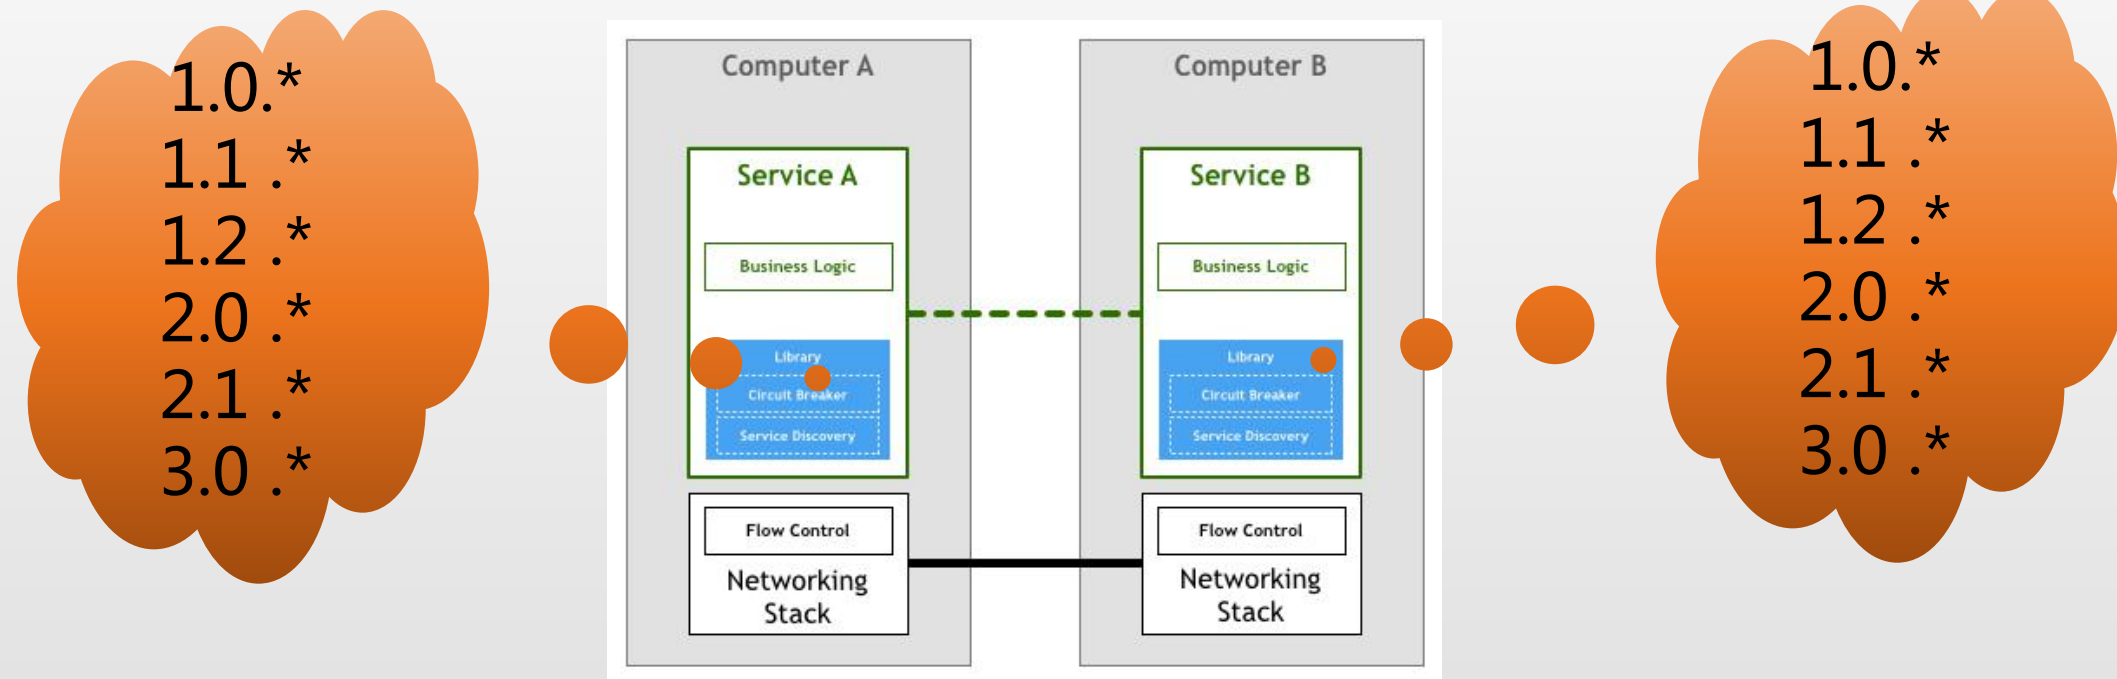 1.0.*
1.1 .*
1.2 .*
2.0 .*
2.1 .*
3.0 .*
Computer A
Service A
Business Logic
Library
Circuit Breaker
Service Discovery
Flow Control
Networking
Stack
Computer B
Service B
Business Logic
Library
Circuit Breaker
Service Discovery
Flow Control
Networking
Stack
1.0.*
1.1 .*
1.2 .*
2.0 .*
2.1 .*
3.0 .*